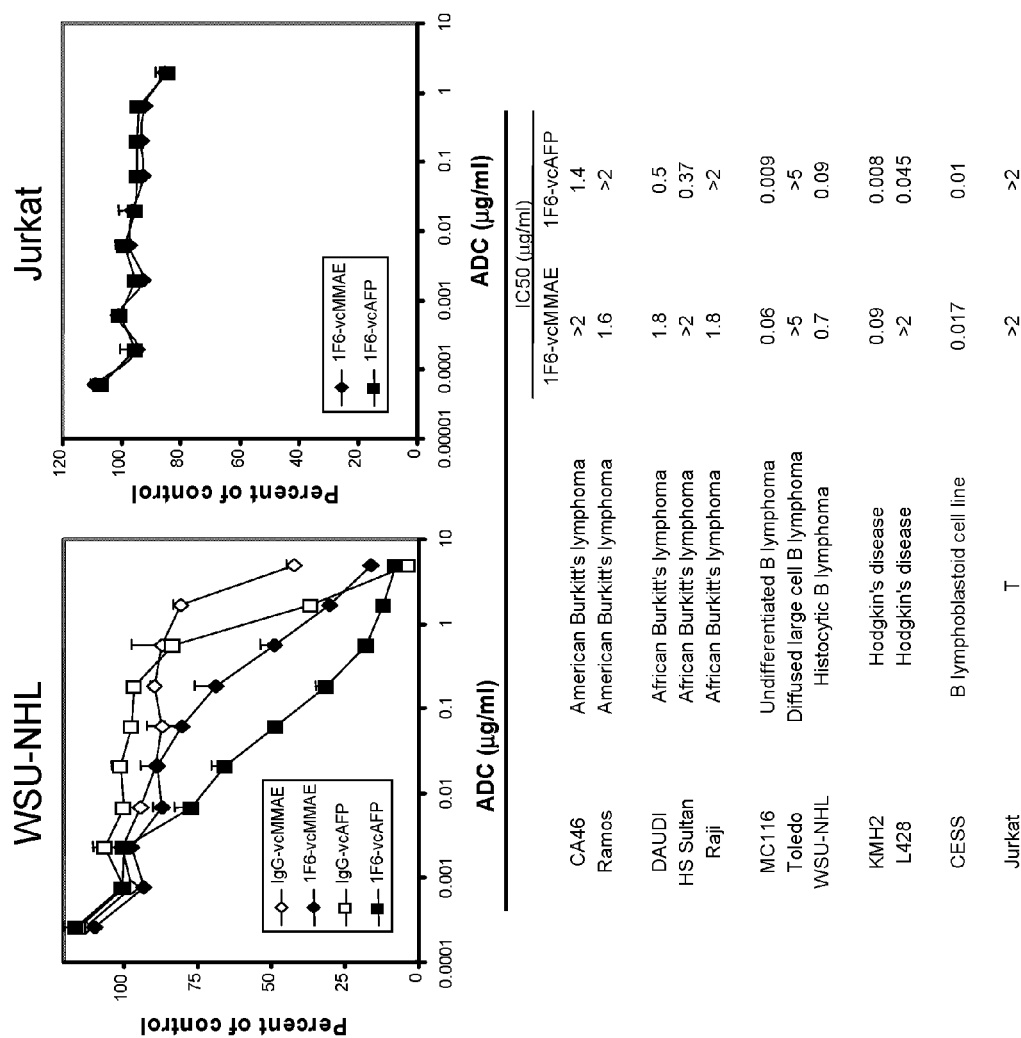 WSU-NHL
Percent of control
100
75
50
25
0
0.0001
0.001
0.01
0.1
1
10
ADC (µg/ml)
IgG-vcMMAE
1F6-vcMMAE
IgG-vcAFP
1F6-vcAFP
Jurkat
Percent of control
120
100
80
60
40
20
0
0.00001
0.0001
0.001
0.01
0.1
1
10
ADC (µg/ml)
1F6-vcMMAE
1F6-vcAFP
IC50 (µg/ml)
1F6-vcMMAE 1F6-vcAFP
CA46 American Burkitt's lymphoma >2 1.4
Ramos American Burkitt's lymphoma 1.6 >2
DAUDI African Burkitt's lymphoma 1.8 0.5
HS Sultan African Burkitt's lymphoma >2 0.37
Raji African Burkitt's lymphoma 1.8 >2
MC116 Undifferentiated B lymphoma 0.06 0.009
Toledo Diffused large cell B lymphoma >5 >5
WSU-NHL Histocytic B lymphoma 0.7 0.09
KMH2 Hodgkin's disease 0.09 0.008
L428 Hodgkin's disease >2 0.045
CESS B lymphoblastoid cell line 0.017 0.01
Jurkat T >2 >2